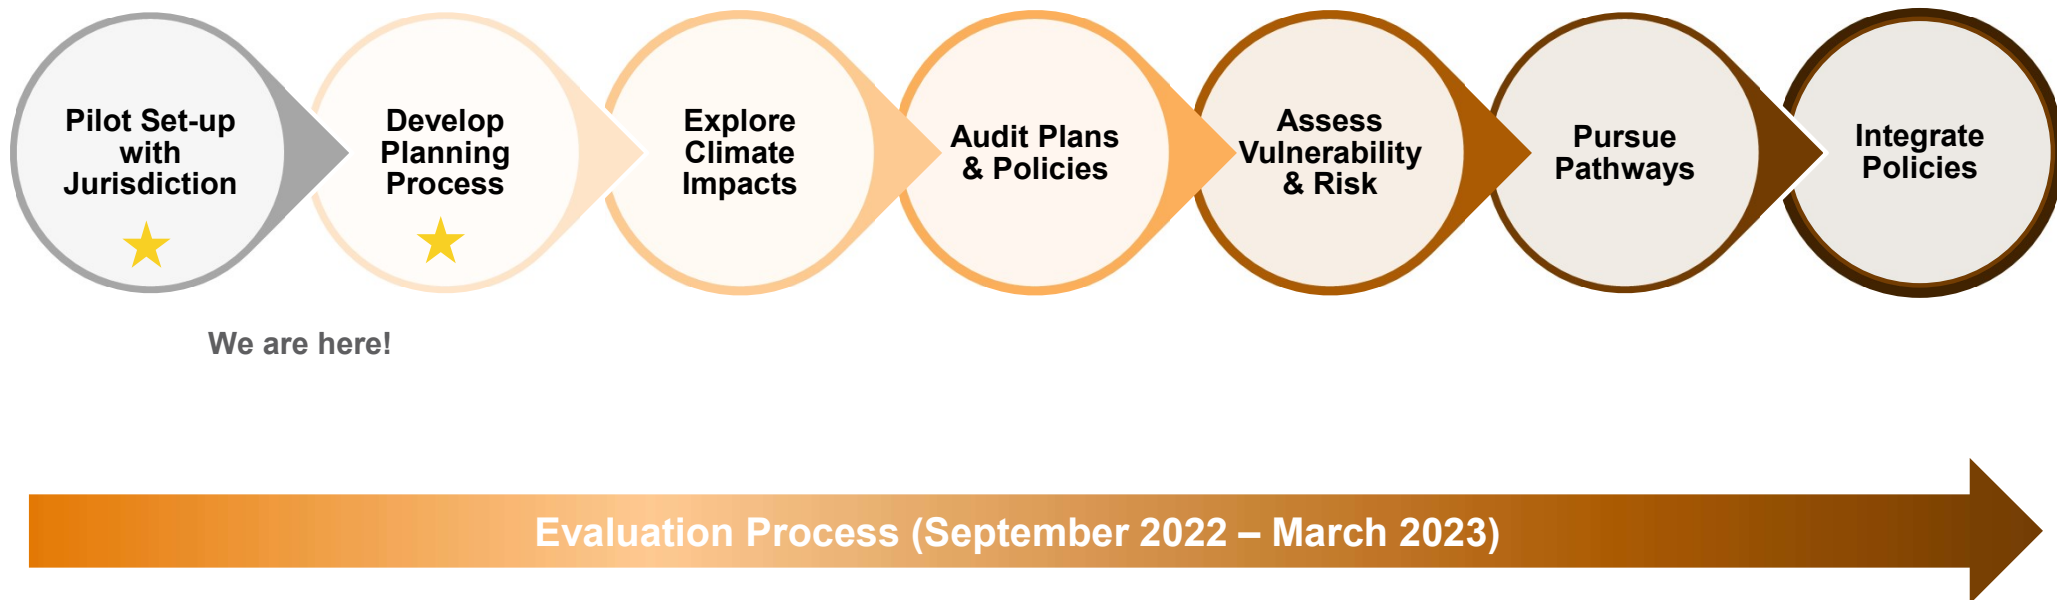 Pilot Set-up
with
Jurisdiction
Develop
Planning
Process
Explore
Climate
Impacts
Audit Plans
& Policies
Assess
Vulnerability
& Risk
Pursue
Pathways
Integrate
Policies
We are here!
Evaluation Process (September 2022 – March 2023)